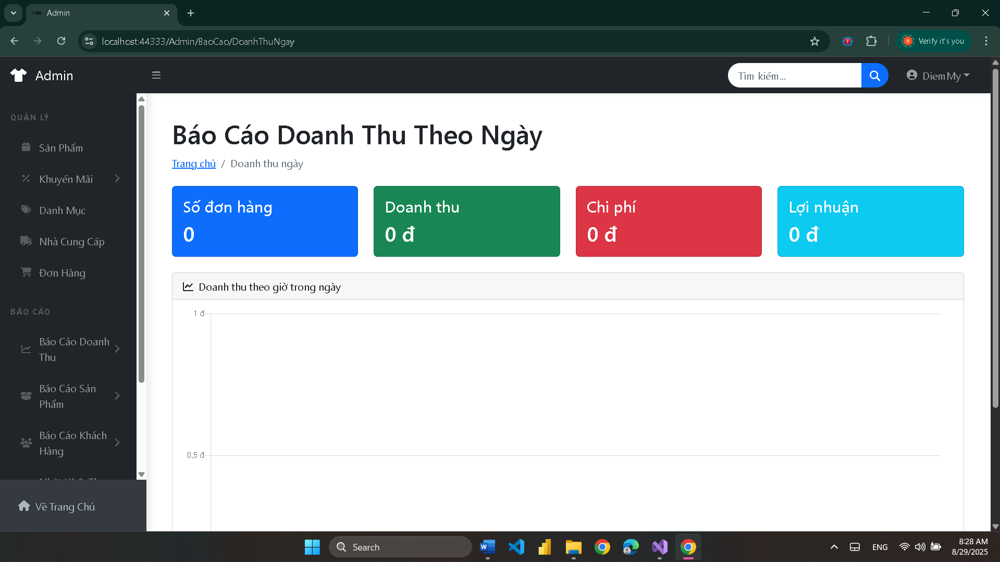 Admin
localhost:44333/Admin/BaoCao/DoanhThuNgay
B
Verify it's you
Admin
Tìm kiếm...
DiemMy
QUẢN LÝ
Sản Phẩm
Khuyến Mãi
Danh Mục
Nhà Cung Cấp
Đơn Hàng
BÁO CÁO
Báo Cáo Doanh
Thu
Báo Cáo Sản
Phẩm
Báo Cáo Khách
Hàng
Về Trang Chủ
Báo Cáo Doanh Thu Theo Ngày
Trang chủ / Doanh thu ngày
Số đơn hàng
0
Doanh thu
0 đ
Chi phí
0 đ
Lợi nhuận
0 đ
Doanh thu theo giờ trong ngày
1 đ
0,5 đ
Search
ENG
8:28 AM
8/29/2025